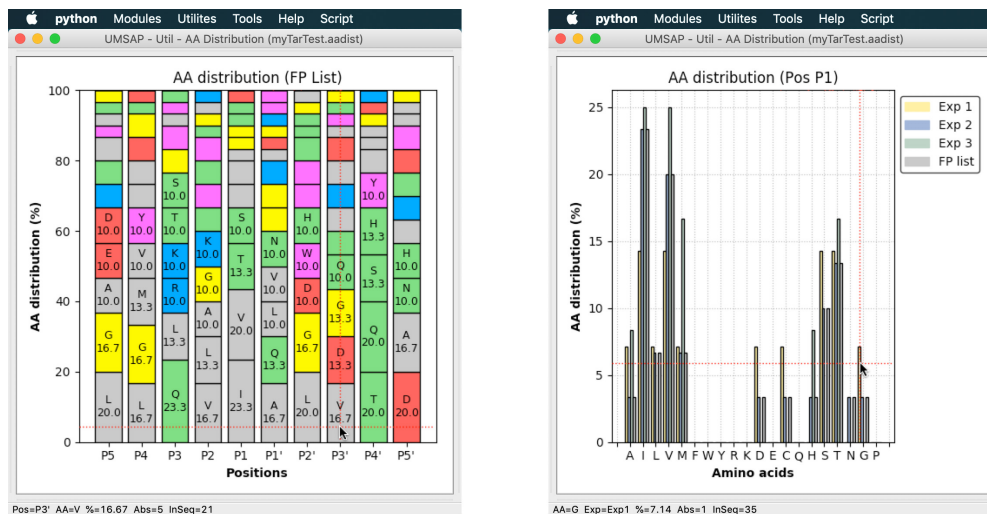 python Modules Utilites Tools Help Script
UMSAP - Util - AA Distribution (myTarTest.aadist)
AA distribution (FP List)
100
80
60
40
20
0
AA distribution (%)
D 10.0
E 10.0
A 10.0
G 16.7
L 20.0
Y 10.0
V 10.0
M 13.3
G 16.7
L 16.7
S 10.0
T 10.0
K 10.0
R 10.0
L 13.3
Q 23.3
K 10.0
G 10.0
A 10.0
L 13.3
V 16.7
S 10.0
T 13.3
V 20.0
I 23.3
N 10.0
V 10.0
L 10.0
Q 13.3
A 16.7
H 10.0
W 10.0
D 10.0
G 16.7
L 20.0
Q 10.0
G 13.3
D 13.3
V 16.7
Y 10.0
H 13.3
S 13.3
Q 20.0
T 20.0
H 10.0
N 10.0
A 16.7
D 20.0
P5 P4 P3 P2 P1 P1' P2' P3' P4' P5'
Positions
Pos=P3' AA=V %=16.67 Abs=5 InSeq=21
python Modules Utilites Tools Help Script
UMSAP - Util - AA Distribution (myTarTest.aadist)
AA distribution (Pos P1)
25
20
15
10
5
0
AA distribution (%)
Exp 1
Exp 2
Exp 3
FP list
A I L V M F W Y R K D E C Q H S T N G P
Amino acids
AA=G Exp=Exp1 %=7.14 Abs=1 InSeq=35